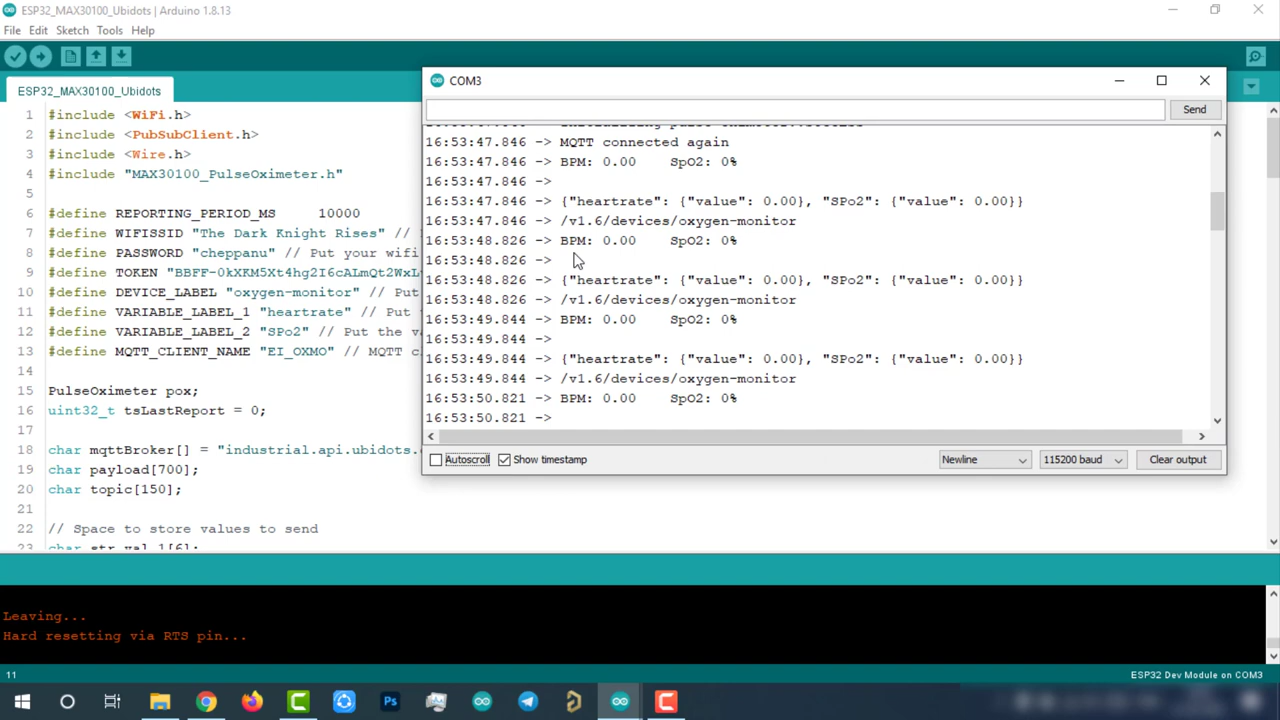 ESP32_MAX30100_Ubidots | Arduino 1.8.13
File Edit Sketch Tools Help
ESP32_MAX30100_Ubidots
1 #include <WiFi.h>
2 #include <PubSubClient.h>
3 #include <Wire.h>
4 #include "MAX30100_PulseOximeter.h"
5
6 #define REPORTING_PERIOD_MS 10000
7 #define WIFISSID "The Dark Knight Rises" //
8 #define PASSWORD "cheppanu" // Put your wifi
9 #define TOKEN
10 #define DEVICE_LABEL "oxygen-monitor" // Put
11 #define VARIABLE_LABEL_1 "heartrate" // Put
12 #define VARIABLE_LABEL_2 "SPo2" // Put the
13 #define MQTT_CLIENT_NAME "EI_OXMO" // MQTT
14
15 PulseOximeter pox;
16 uint32_t tsLastReport = 0;
17
18 char mqttBroker[] = "industrial.api.ubidots.
19 char payload[700];
20 char topic[150];
21
22 // Space to store values to send
23 char str_val_1[6];
COM3
Send
16:53:47.846 -> MQTT connected again
16:53:47.846 -> BPM: 0.00 SpO2: 0%
16:53:47.846 ->
16:53:47.846 -> {"heartrate": {"value": 0.00}, "SPo2": {"value": 0.00}}
16:53:47.846 -> /v1.6/devices/oxygen-monitor
16:53:48.826 -> BPM: 0.00 SpO2: 0%
16:53:48.826 ->
16:53:48.826 -> {"heartrate": {"value": 0.00}, "SPo2": {"value": 0.00}}
16:53:48.826 -> /v1.6/devices/oxygen-monitor
16:53:49.844 -> BPM: 0.00 SpO2: 0%
16:53:49.844 ->
16:53:49.844 -> {"heartrate": {"value": 0.00}, "SPo2": {"value": 0.00}}
16:53:49.844 -> /v1.6/devices/oxygen-monitor
16:53:50.821 -> BPM: 0.00 SpO2: 0%
16:53:50.821 ->
Autoscroll Show timestamp Newline 115200 baud Clear output
Leaving...
Hard resetting via RTS pin...
11 ESP32 Dev Module on COM3